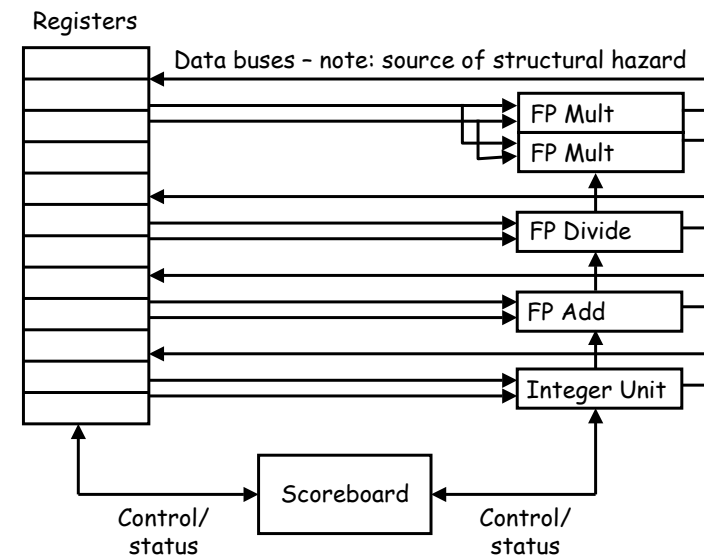 Registers
Data buses – note: source of structural hazard
FP Mult
FP Mult
FP Divide
FP Add
Integer Unit
Scoreboard
Control/
status
Control/
status